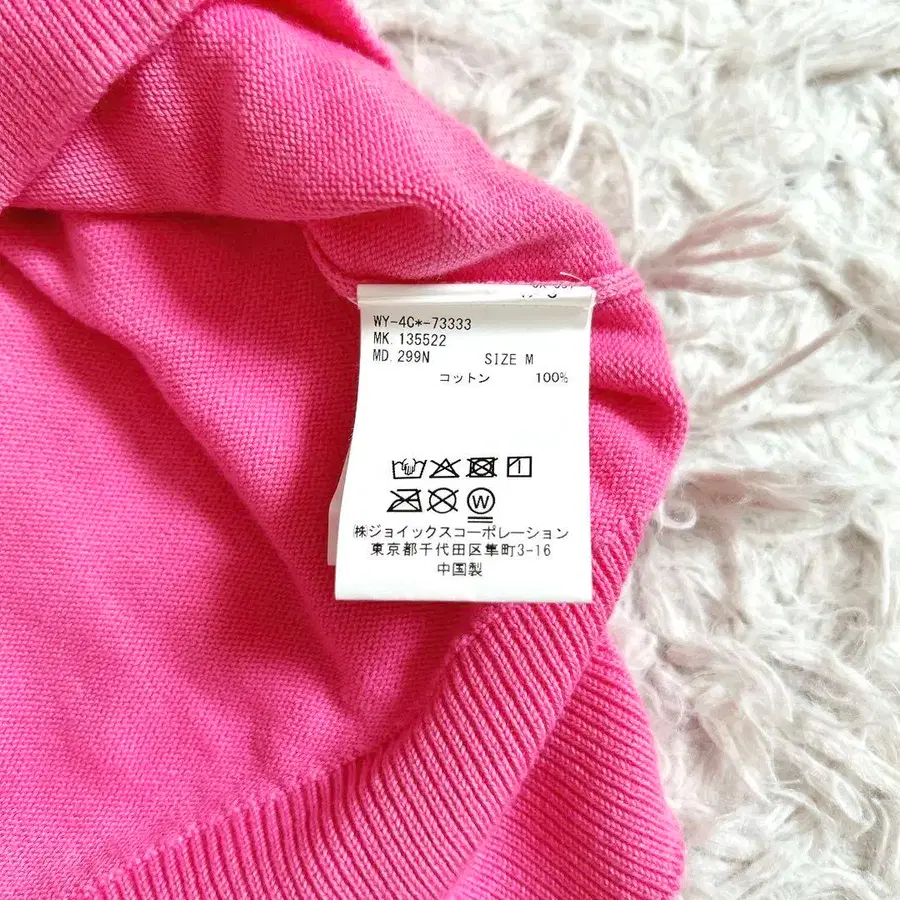 WY-4C*-73333
MK. 135522
MD. 299N SIZE M
コットン 100%
W
㈱ジョイックスコーポレーション
東京都千代田区隼町3-16
中国製